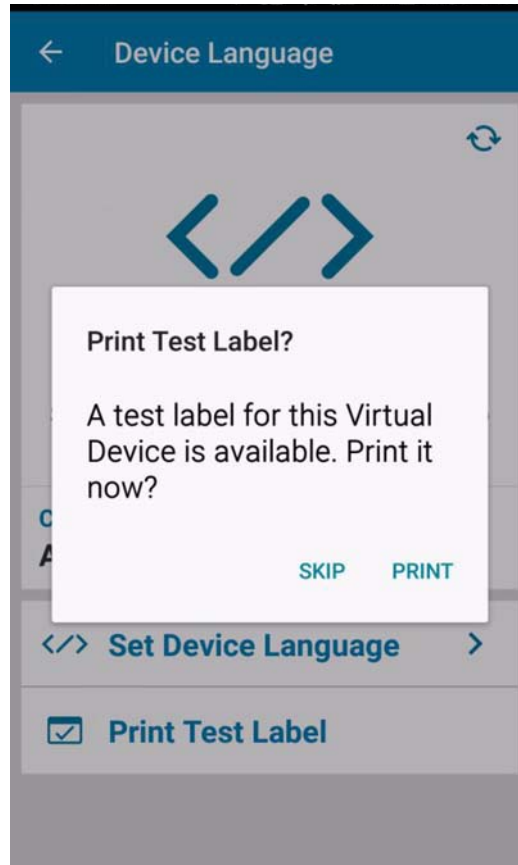 Device Language
Print Test Label?
A test label for this Virtual
Device is available. Print it
now?
SKIP PRINT
Set Device Language
Print Test Label